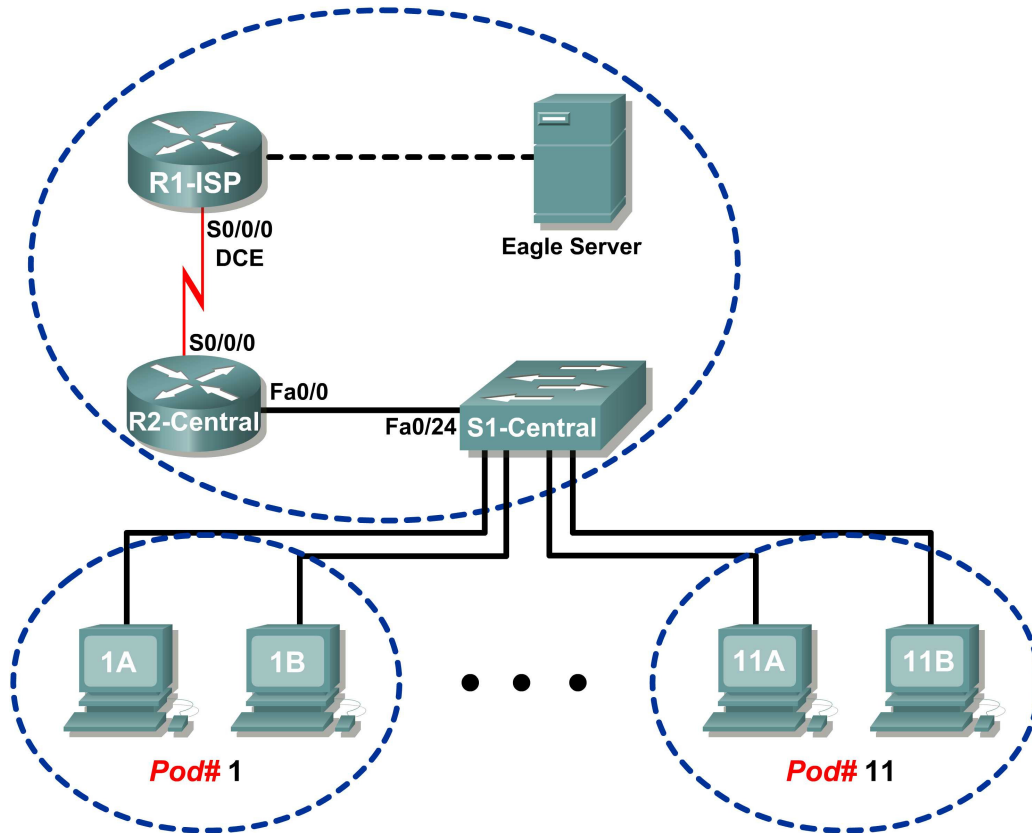 R1-ISP
S0/0/0
DCE
Eagle Server
S0/0/0
R2-Central
Fa0/0
Fa0/24
S1-Central
1A
1B
11A
11B
Pod# 1
Pod# 11